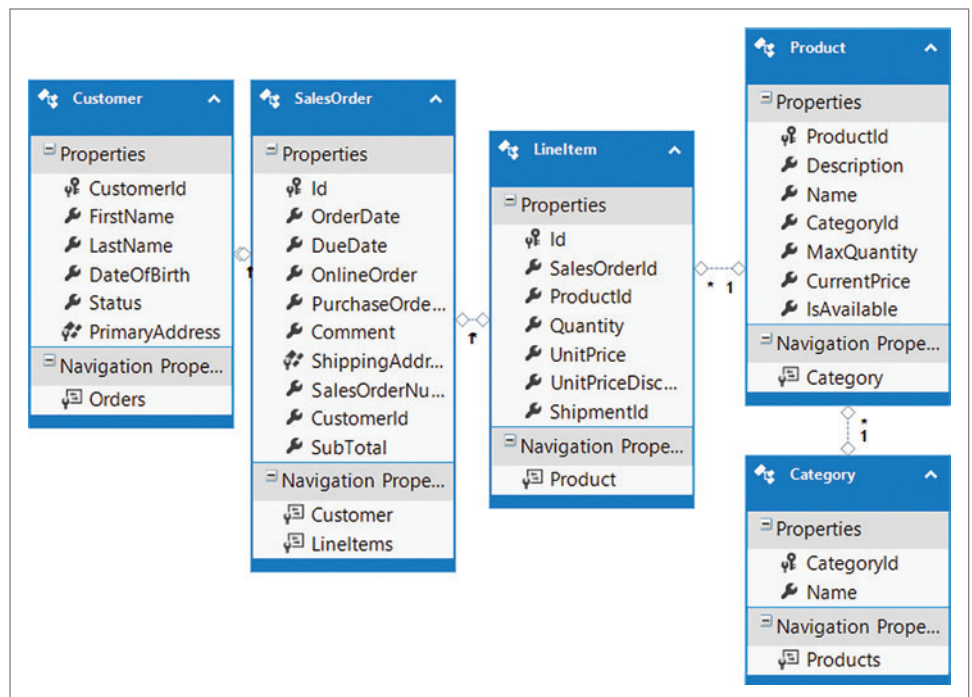 Customer
Properties
CustomerId
FirstName
LastName
DateOfBirth
Status
PrimaryAddress
Navigation Prope...
Orders
SalesOrder
Properties
Id
OrderDate
DueDate
OnlineOrder
PurchaseOrde...
Comment
ShippingAddr...
SalesOrderNu...
CustomerId
SubTotal
Navigation Prope...
Customer
LineItems
LineItem
Properties
Id
SalesOrderId
ProductId
Quantity
UnitPrice
UnitPriceDisc...
ShipmentId
Navigation Prope...
Product
* 1
Product
Properties
ProductId
Description
Name
CategoryId
MaxQuantity
CurrentPrice
IsAvailable
Navigation Prope...
Category
*
1
Category
Properties
CategoryId
Name
Navigation Prope...
Products